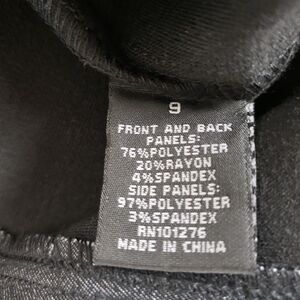 9
FRONT AND BACK
PANELS:
76%POLYESTER
20%RAYON
4%SPANDEX
SIDE PANELS:
97%POLYESTER
3%SPANDEX
RN101276
MADE IN CHINA